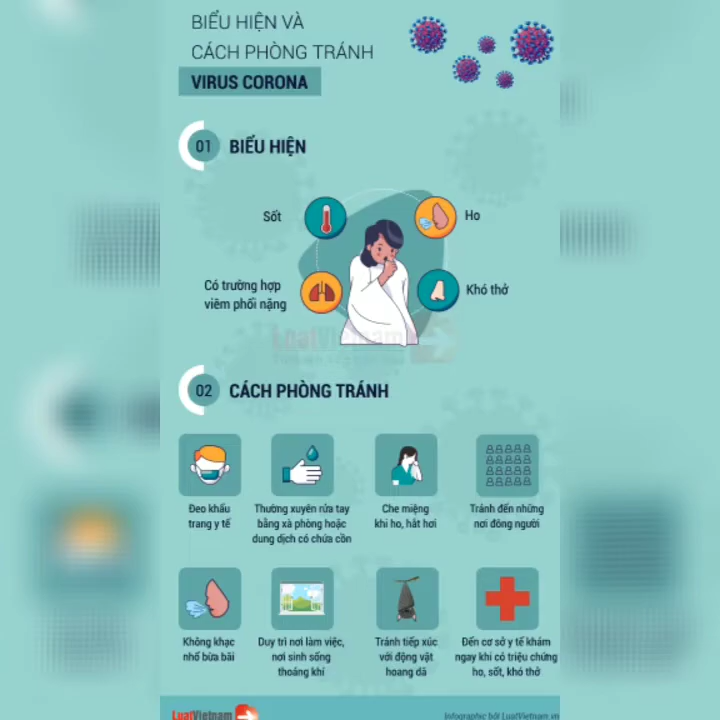 BIỂU HIỆN VÀ
CÁCH PHÒNG TRÁNH
VIRUS CORONA
01 BIỂU HIỆN
Sốt
Ho
Có trường hợp
viêm phổi nặng
Khó thở
LuatVietnam
02 CÁCH PHÒNG TRÁNH
Đeo khẩu
trang y tế
Thường xuyên rửa tay
bằng xà phòng hoặc
dung dịch có chứa cồn
Che miệng
khi ho, hắt hơi
Tránh đến những
nơi đông người
Không khạc
nhổ bừa bãi
Duy trì nơi làm việc,
nơi sinh sống
thoáng khí
Tránh tiếp xúc
với động vật
hoang dã
Đến cơ sở y tế khám
ngay khi có triệu chứng
ho, sốt, khó thở
LuatVietnam
Infographic bởi LuatVietnam.vn